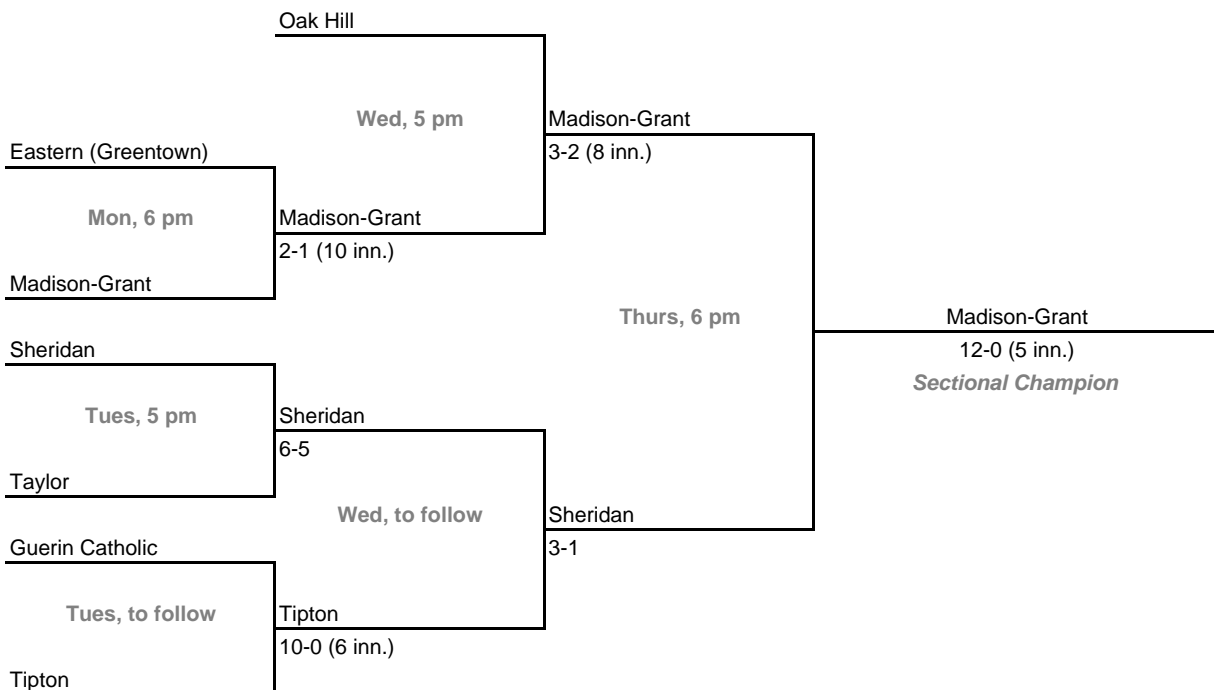 Oak Hill
Wed, 5 pm
Madison-Grant
Eastern (Greentown)
3-2 (8 inn.)
Mon, 6 pm
Madison-Grant
2-1 (10 inn.)
Madison-Grant
Thurs, 6 pm
Madison-Grant
Sheridan
12-0 (5 inn.)
Sectional Champion
Tues, 5 pm
Sheridan
6-5
Taylor
Wed, to follow
Sheridan
Guerin Catholic
3-1
Tues, to follow
Tipton
10-0 (6 inn.)
Tipton